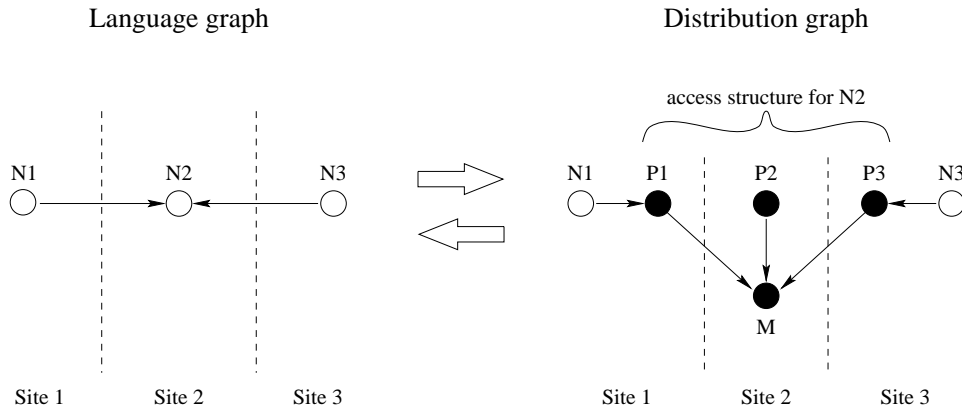 Language graph
Distribution graph
access structure for N2
N1 N2 N3
N1 P1 P2 P3 N3
M
Site 1 Site 2 Site 3
Site 1 Site 2 Site 3